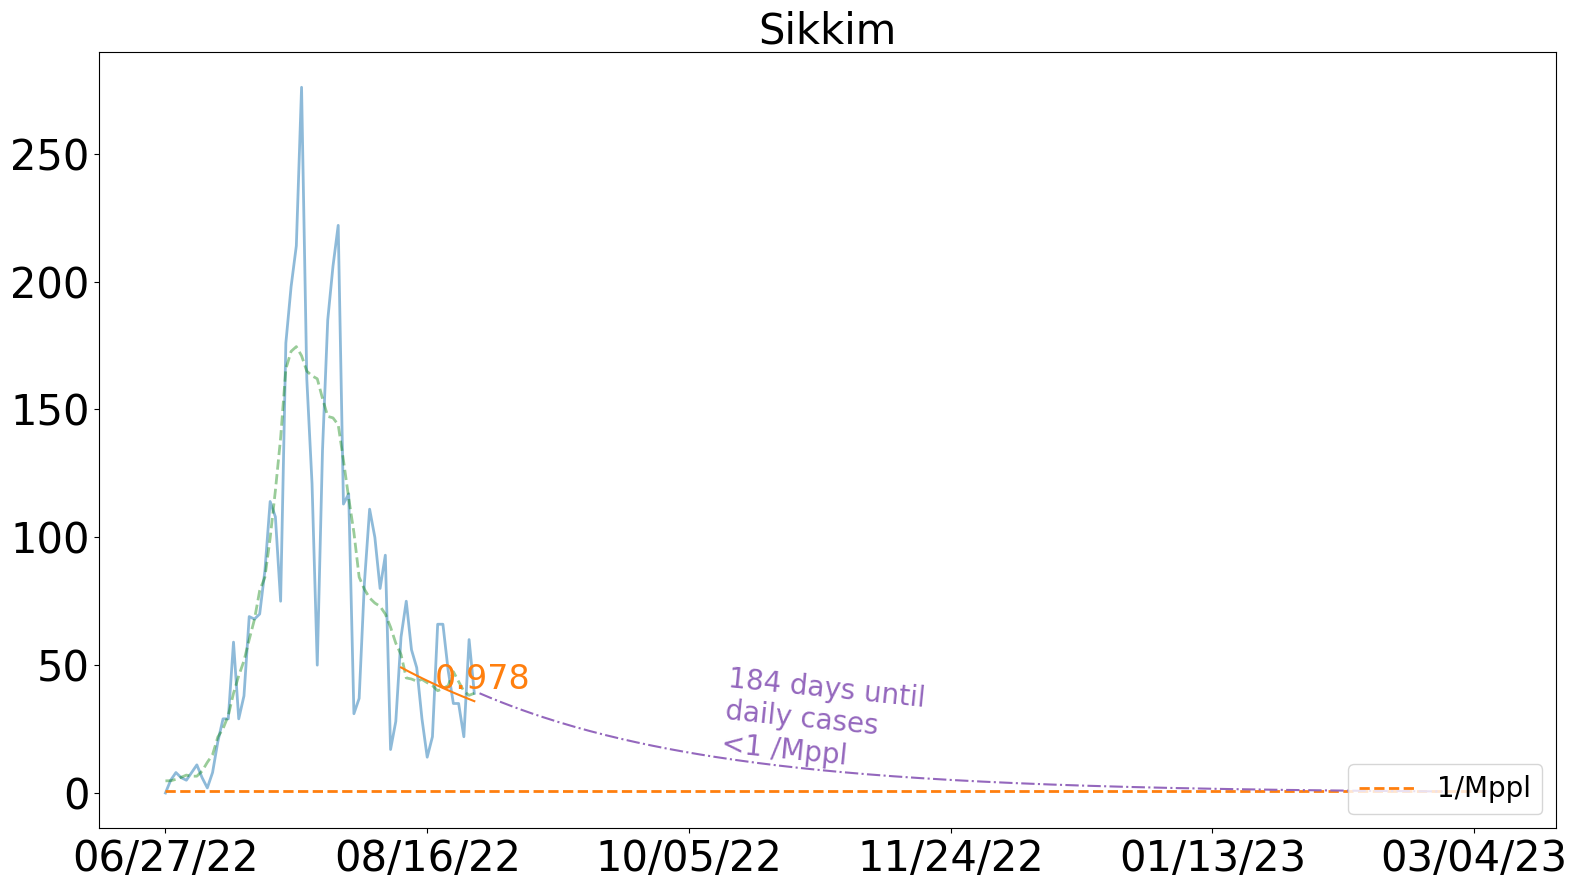 Sikkim
250
200
150
100
50
0
0.978
184 days until
daily cases
<1 /Mppl
1/Mppl
06/27/22
08/16/22
10/05/22
11/24/22
01/13/23
03/04/23